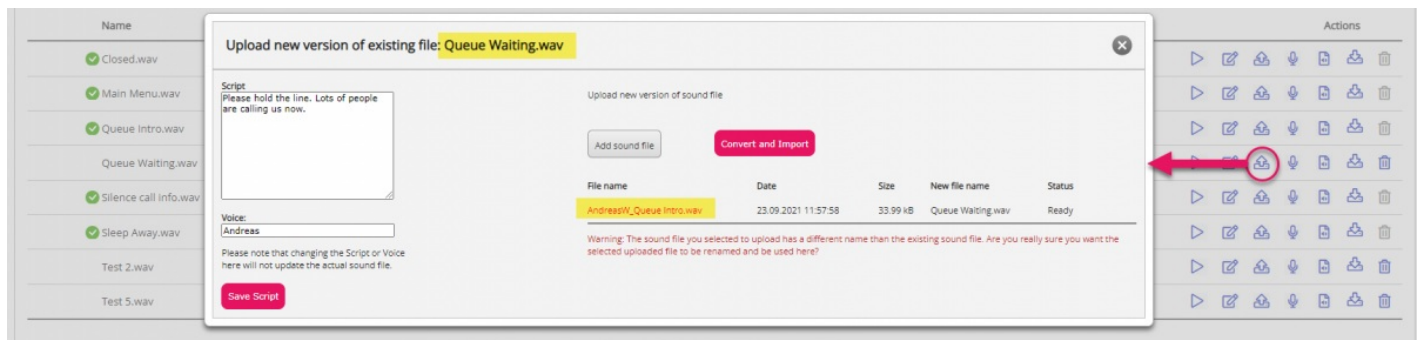 Name
Actions
Closed.wav
Main Menu.wav
Queue Intro.wav
Queue Waiting.wav
Silence call info.wav
Sleep Away.wav
Test 2.wav
Test 5.wav
Upload new version of existing file: Queue Waiting.wav
Script
Please hold the line. Lots of people
are calling us now.
Voice:
Andreas
Please note that changing the Script or Voice
here will not update the actual sound file.
Save Script
Upload new version of sound file
Add sound file
Convert and Import
File name Date Size New file name Status
AndreasW_Queue Intro.wav 23.09.2021 11:57:58 33.99 kB Queue Waiting.wav Ready
Warning: The sound file you selected to upload has a different name than the existing sound file. Are you really sure you want the
selected uploaded file to be renamed and be used here?